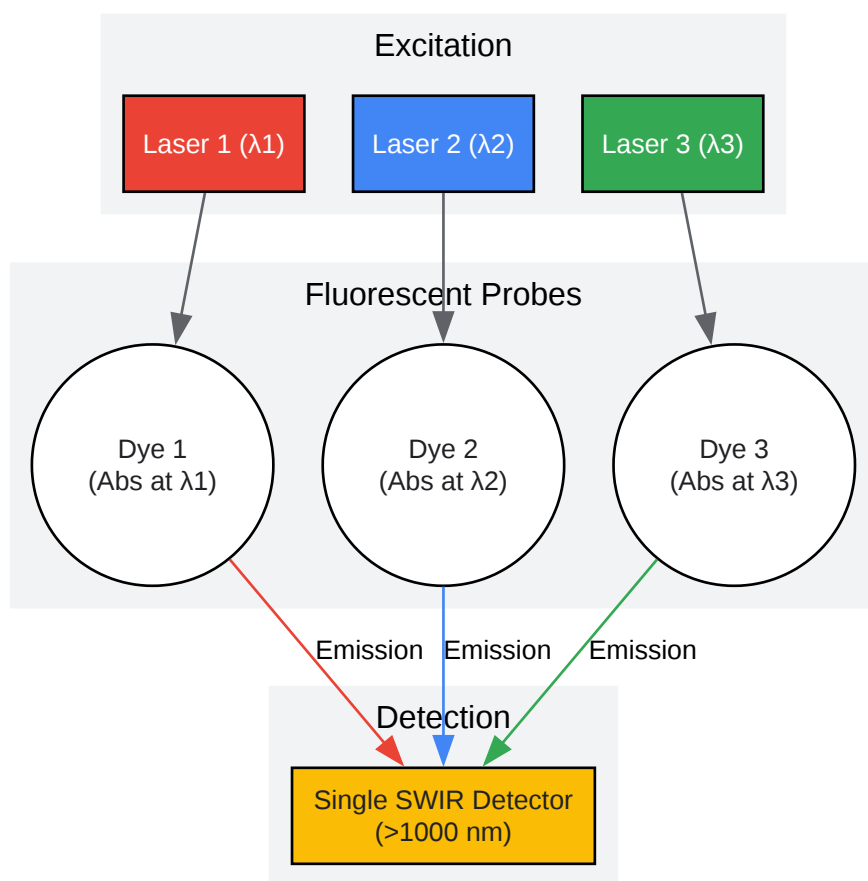 Excitation
Laser 1 (λ1)
Laser 2 (λ2)
Laser 3 (λ3)
Fluorescent Probes
Dye 1
(Abs at λ1)
Dye 2
(Abs at λ2)
Dye 3
(Abs at λ3)
Emission
Emission
Emission
Detection
Single SWIR Detector
(>1000 nm)